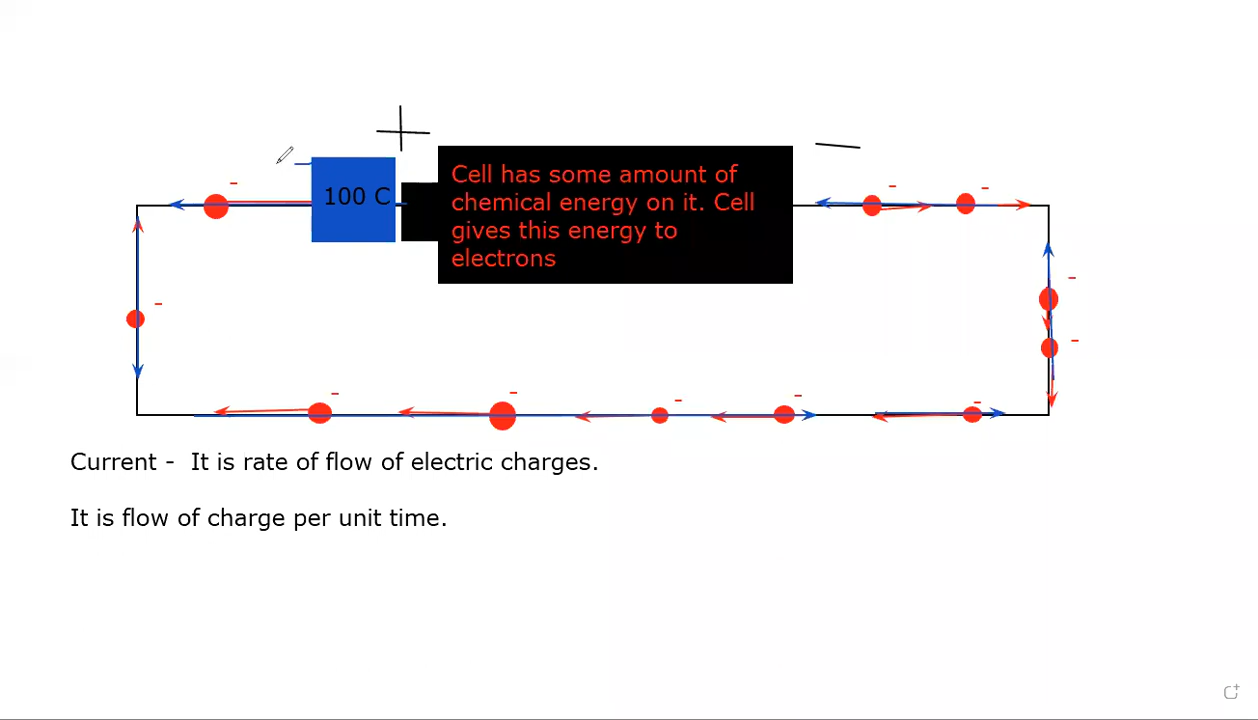 100 C
Cell has some amount of
chemical energy on it. Cell
gives this energy to
electrons
Current - It is rate of flow of electric charges.
It is flow of charge per unit time.